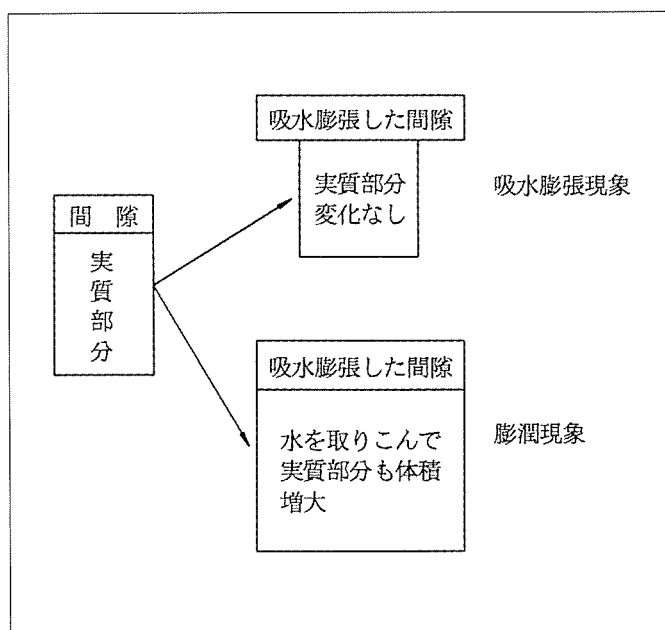 吸水膨張した間隙
実質部分
変化なし
吸水膨張現象
間 隙
実
質
部
分
吸水膨張した間隙
水を取りこんで
実質部分も体積
増大
膨潤現象